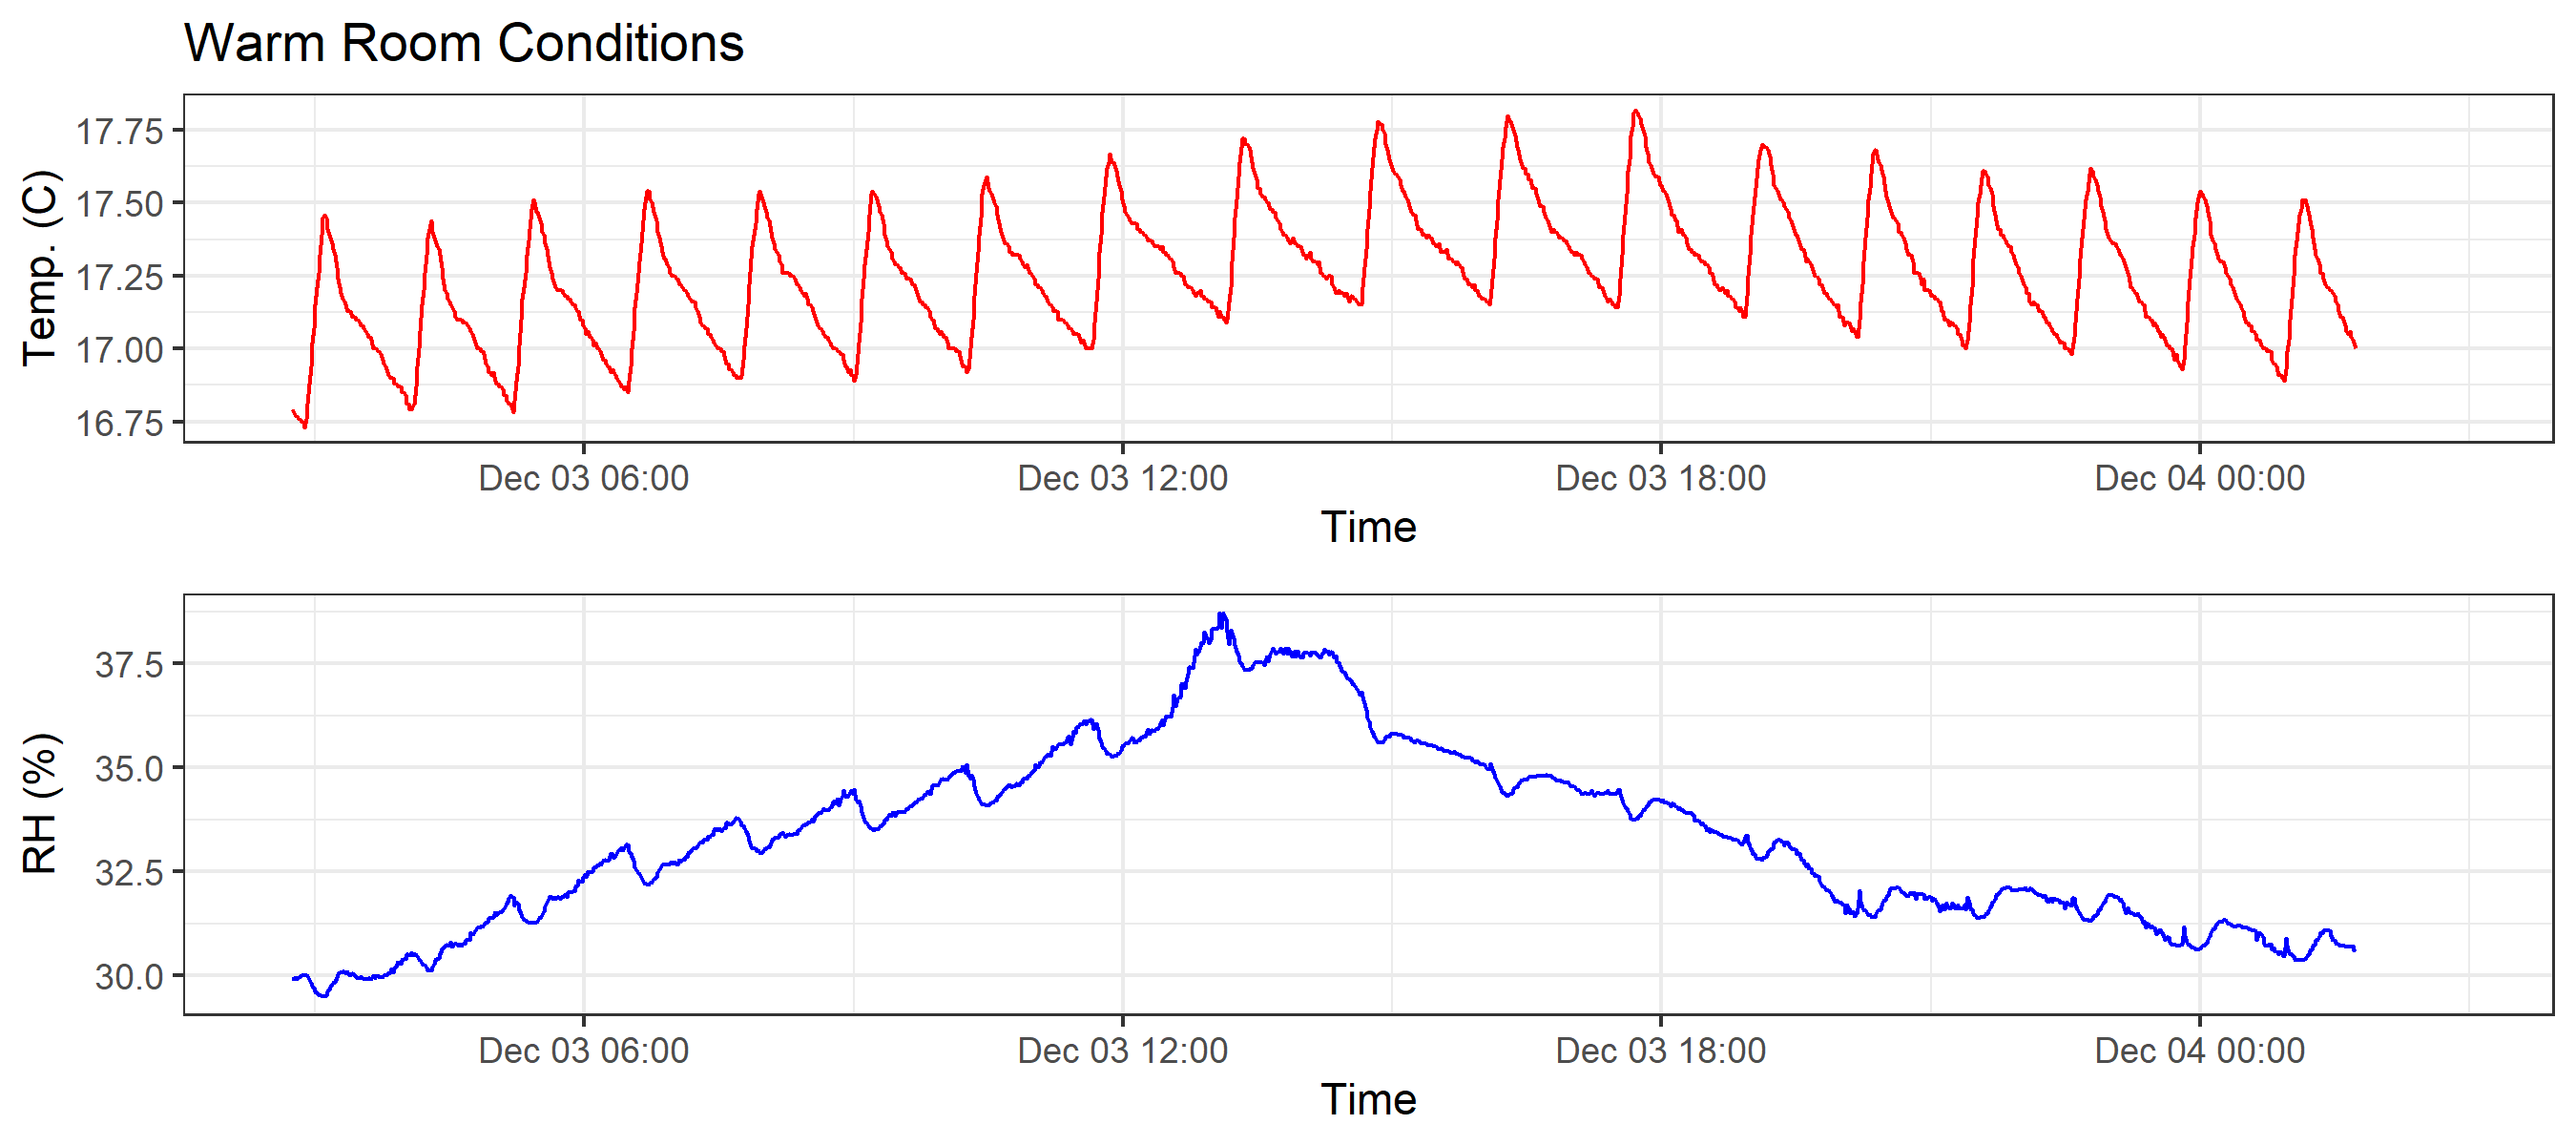 Warm Room Conditions
Temp. (C)
17.75
17.50
17.25
17.00
16.75
Dec 03 06:00 Dec 03 12:00 Dec 03 18:00 Dec 04 00:00
Time
RH (%)
37.5
35.0
32.5
30.0
Dec 03 06:00 Dec 03 12:00 Dec 03 18:00 Dec 04 00:00
Time